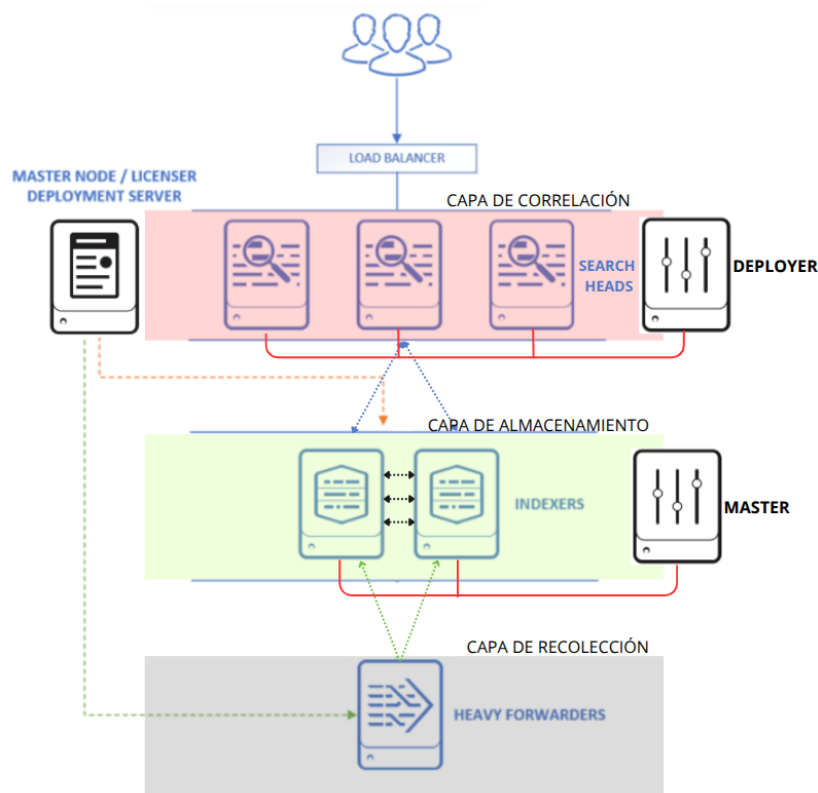 LOAD BALANCER
MASTER NODE / LICENSER
DEPLOYMENT SERVER
CAPA DE CORRELACIÓN
SEARCH
HEADS
DEPLOYER
CAPA DE ALMACENAMIENTO
INDEXERS
MASTER
CAPA DE RECOLECCIÓN
HEAVY FORWARDERS